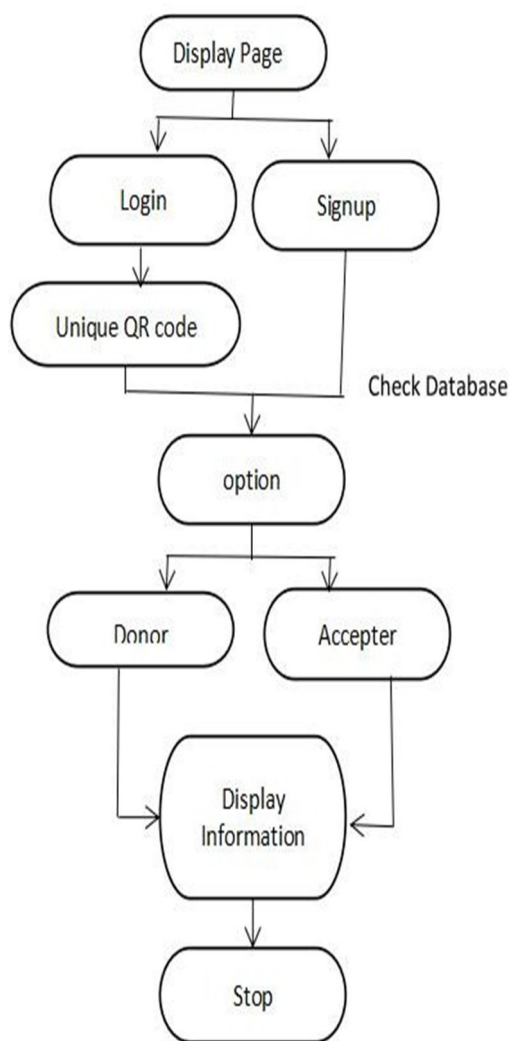 Display Page
Login
Signup
Unique QR code
Check Database
option
Donor
Accepter
Display
Information
Stop